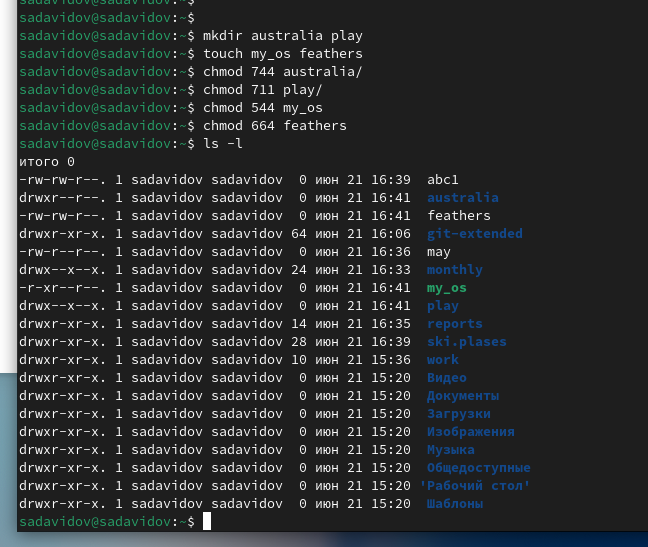 sadavidov@sadavidov:~$
sadavidov@sadavidov:~$
sadavidov@sadavidov:~$ mkdir australia play
sadavidov@sadavidov:~$ touch my_os feathers
sadavidov@sadavidov:~$ chmod 744 australia/
sadavidov@sadavidov:~$ chmod 711 play/
sadavidov@sadavidov:~$ chmod 544 my_os
sadavidov@sadavidov:~$ chmod 664 feathers
sadavidov@sadavidov:~$ ls -l
итого 0
-rw-rw-r--. 1 sadavidov sadavidov  0 июн 21 16:39  abc1
drwxr--r--. 1 sadavidov sadavidov  0 июн 21 16:41  australia
-rw-rw-r--. 1 sadavidov sadavidov  0 июн 21 16:41  feathers
drwxr-xr-x. 1 sadavidov sadavidov 64 июн 21 16:06  git-extended
-rw-r--r--. 1 sadavidov sadavidov  0 июн 21 16:36  may
drwx--x--x. 1 sadavidov sadavidov 24 июн 21 16:33  monthly
-r-xr--r--. 1 sadavidov sadavidov  0 июн 21 16:41  my_os
drwx--x--x. 1 sadavidov sadavidov  0 июн 21 16:41  play
drwxr-xr-x. 1 sadavidov sadavidov 14 июн 21 16:35  reports
drwxr-xr-x. 1 sadavidov sadavidov 28 июн 21 16:39  ski.plases
drwxr-xr-x. 1 sadavidov sadavidov 10 июн 21 15:36  work
drwxr-xr-x. 1 sadavidov sadavidov  0 июн 21 15:20  Видео
drwxr-xr-x. 1 sadavidov sadavidov  0 июн 21 15:20  Документы
drwxr-xr-x. 1 sadavidov sadavidov  0 июн 21 15:20  Загрузки
drwxr-xr-x. 1 sadavidov sadavidov  0 июн 21 15:20  Изображения
drwxr-xr-x. 1 sadavidov sadavidov  0 июн 21 15:20  Музыка
drwxr-xr-x. 1 sadavidov sadavidov  0 июн 21 15:20  Общедоступные
drwxr-xr-x. 1 sadavidov sadavidov  0 июн 21 15:20 'Рабочий стол'
drwxr-xr-x. 1 sadavidov sadavidov  0 июн 21 15:20  Шаблоны
sadavidov@sadavidov:~$